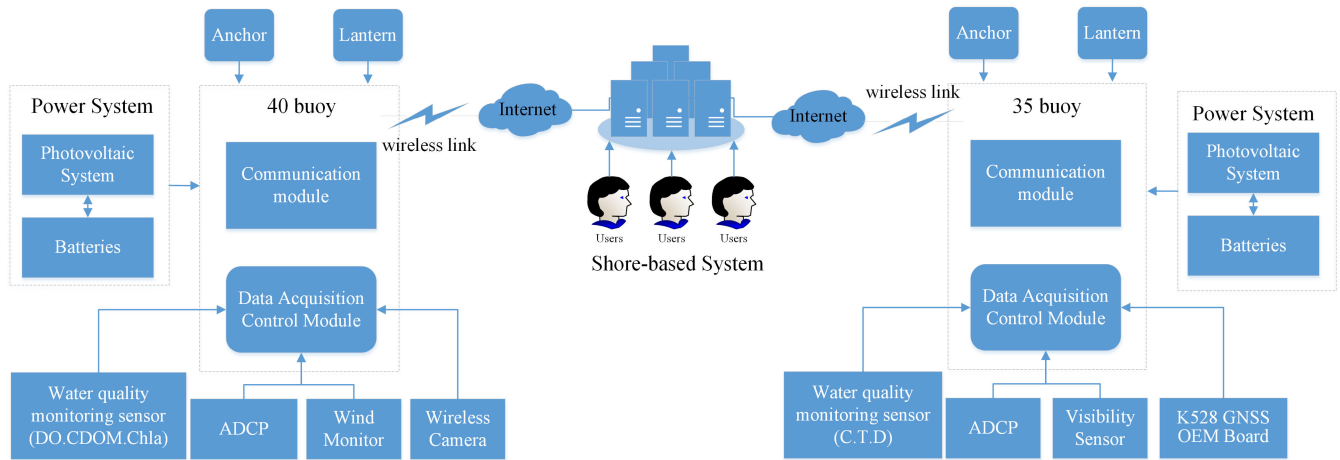 Anchor
Lantern
Power System
40 buoy
Photovoltaic
System
Batteries
Communication
module
Data Acquisition
Control Module
wireless link
Internet
Water quality
monitoring sensor
(DO.CDOM.Chla)
ADCP
Wind
Monitor
Wireless
Camera
Users
Users
Users
Shore-based System
Internet
wireless link
Anchor
Lantern
35 buoy
Power System
Communication
module
Photovoltaic
System
Batteries
Data Acquisition
Control Module
Water quality
monitoring sensor
(C.T.D)
ADCP
Visibility
Sensor
K528 GNSS
OEM Board